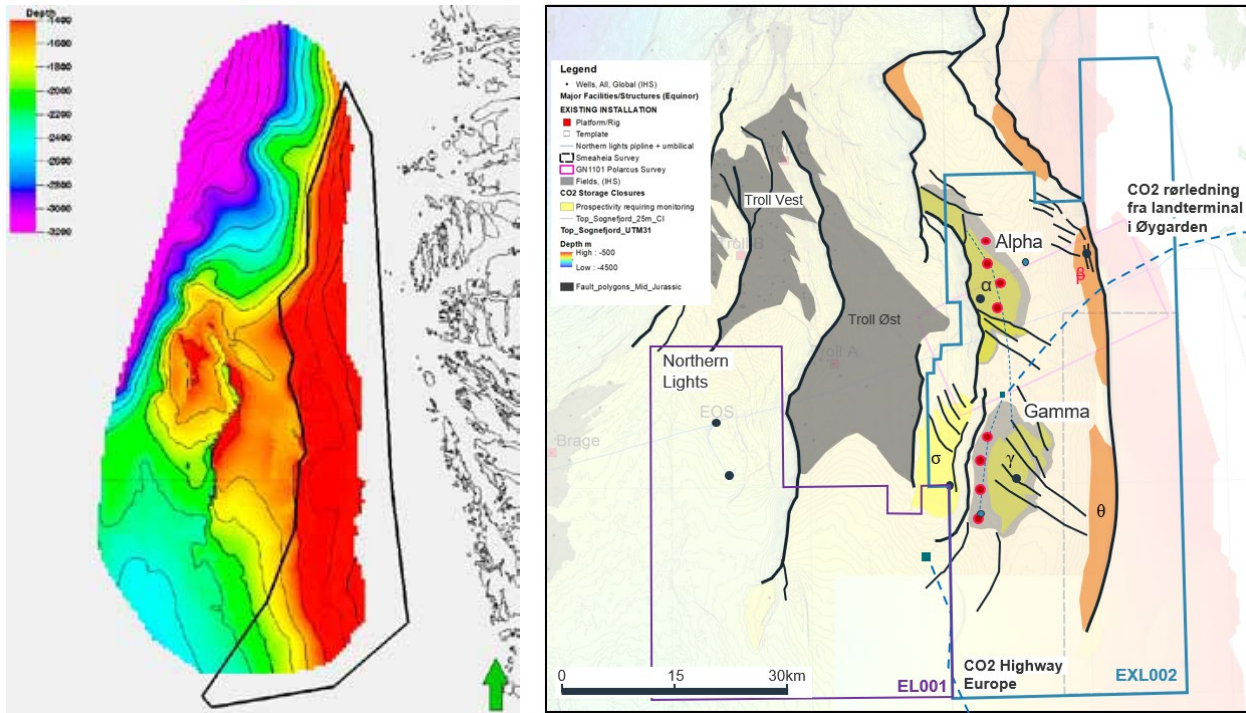 Depth
-1400
-1600
-1800
-2000
-2200
-2400
-2600
-2800
-3000
-3200
Legend
Wells, All, Global (IHS)
Major Facilities/Structures (Equinor)
EXISTING INSTALLATION
Platform/Rig
Template
Northern lights pipline + umbilical
Smeaheia Survey
GN1101 Polarcus Survey
Fields, (IHS)
CO2 Storage Closures
Prospectivity requiring monitoring
Top_Sognefjord_25m_CI
Top_Sognefjord_UTM31
Depth m
High : -500
Low : -4500
Fault_polygons_Mid_Jurassic
Troll Vest
Troll B
Troll Øst
Troll A
Northern
Lights
EOS
Brage
Alpha
α
β
Gamma
γ
σ
θ
CO2 rørledning
fra landterminal
i Øygarden
CO2 Highway
Europe
EL001
EXL002
0 15 30km